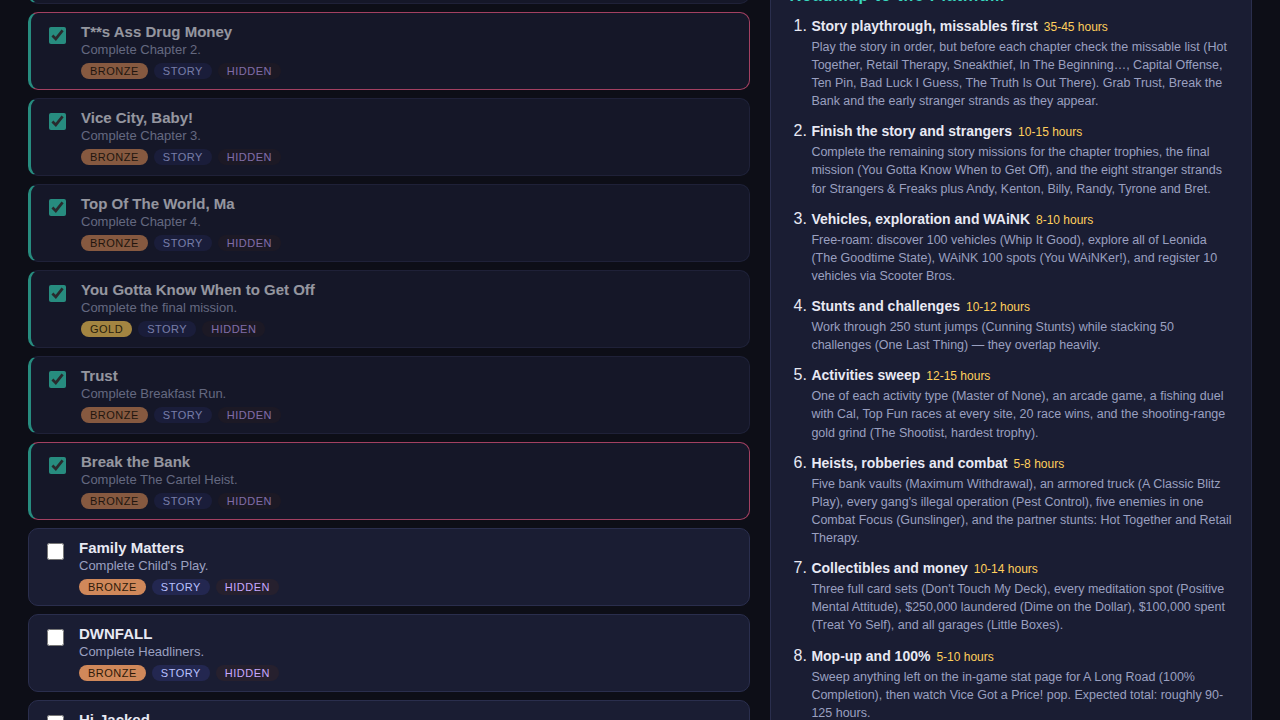 T**s Ass Drug Money
Complete Chapter 2.
BRONZE STORY HIDDEN
Vice City, Baby!
Complete Chapter 3.
BRONZE STORY HIDDEN
Top Of The World, Ma
Complete Chapter 4.
BRONZE STORY HIDDEN
You Gotta Know When to Get Off
Complete the final mission.
GOLD STORY HIDDEN
Trust
Complete Breakfast Run.
BRONZE STORY HIDDEN
Break the Bank
Complete The Cartel Heist.
BRONZE STORY HIDDEN
Family Matters
Complete Child's Play.
BRONZE STORY HIDDEN
DWNFALL
Complete Headliners.
BRONZE STORY HIDDEN
Hi Jacked
Roadmap to the Platinum
1. Story playthrough, missables first 35-45 hours
Play the story in order, but before each chapter check the missable list (Hot
Together, Retail Therapy, Sneakthief, In The Beginning…, Capital Offense,
Ten Pin, Bad Luck I Guess, The Truth Is Out There). Grab Trust, Break the
Bank and the early stranger strands as they appear.
2. Finish the story and strangers 10-15 hours
Complete the remaining story missions for the chapter trophies, the final
mission (You Gotta Know When to Get Off), and the eight stranger strands
for Strangers & Freaks plus Andy, Kenton, Billy, Randy, Tyrone and Bret.
3. Vehicles, exploration and WAiNK 8-10 hours
Free-roam: discover 100 vehicles (Whip It Good), explore all of Leonida
(The Goodtime State), WAiNK 100 spots (You WAiNKer!), and register 10
vehicles via Scooter Bros.
4. Stunts and challenges 10-12 hours
Work through 250 stunt jumps (Cunning Stunts) while stacking 50
challenges (One Last Thing) — they overlap heavily.
5. Activities sweep 12-15 hours
One of each activity type (Master of None), an arcade game, a fishing duel
with Cal, Top Fun races at every site, 20 race wins, and the shooting-range
gold grind (The Shootist, hardest trophy).
6. Heists, robberies and combat 5-8 hours
Five bank vaults (Maximum Withdrawal), an armored truck (A Classic Blitz
Play), every gang's illegal operation (Pest Control), five enemies in one
Combat Focus (Gunslinger), and the partner stunts: Hot Together and Retail
Therapy.
7. Collectibles and money 10-14 hours
Three full card sets (Don't Touch My Deck), every meditation spot (Positive
Mental Attitude), $250,000 laundered (Dime on the Dollar), $100,000 spent
(Treat Yo Self), and all garages (Little Boxes).
8. Mop-up and 100% 5-10 hours
Sweep anything left on the in-game stat page for A Long Road (100%
Completion), then watch Vice Got a Price! pop. Expected total: roughly 90-
125 hours.